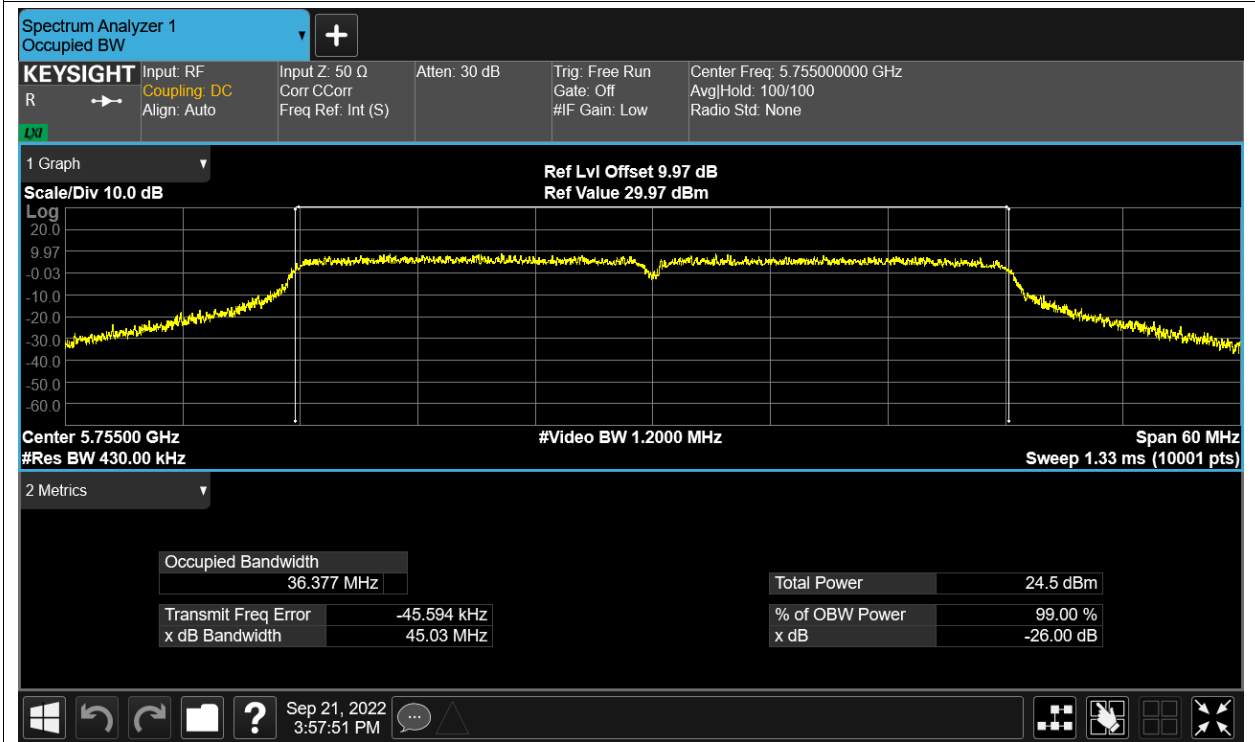 Spectrum Analyzer 1
Occupied BW
KEYSIGHT
R
LXI
Input: RF
Coupling: DC
Align: Auto
Input Z: 50 Ω
Corr CCorr
Freq Ref: Int (S)
Atten: 30 dB
Trig: Free Run
Gate: Off
#IF Gain: Low
Center Freq: 5.755000000 GHz
Avg|Hold: 100/100
Radio Std: None
1 Graph
Scale/Div 10.0 dB
Ref Lvl Offset 9.97 dB
Ref Value 29.97 dBm
Log
20.0
9.97
-0.03
-10.0
-20.0
-30.0
-40.0
-50.0
-60.0
Center 5.75500 GHz
#Video BW 1.2000 MHz
Span 60 MHz
#Res BW 430.00 kHz
Sweep 1.33 ms (10001 pts)
2 Metrics
Occupied Bandwidth
36.377 MHz
Total Power 24.5 dBm
Transmit Freq Error -45.594 kHz
% of OBW Power 99.00 %
x dB Bandwidth 45.03 MHz
x dB -26.00 dB
?
Sep 21, 2022
3:57:51 PM